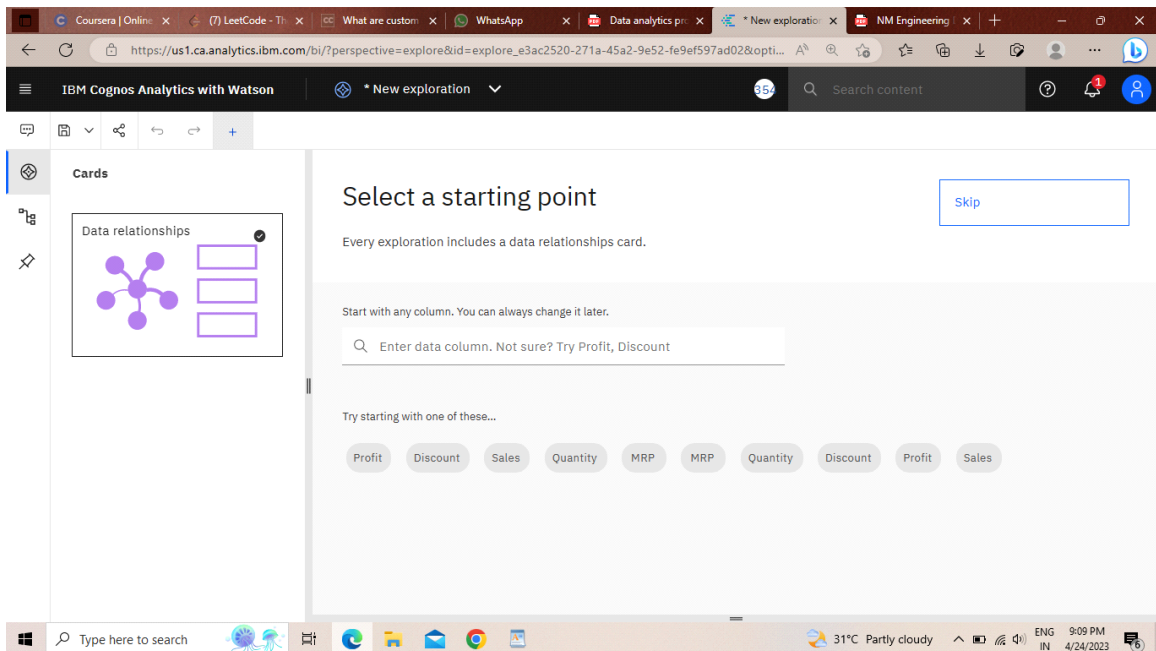 Coursera | Online
(7) LeetCode - Th
CC What are custom
WhatsApp
Data analytics pro
* New exploration
NM Engineering
https://us1.ca.analytics.ibm.com/bi/?perspective=explore&id=explore_e3ac2520-271a-45a2-9e52-fe9ef597ad02&opti...
IBM Cognos Analytics with Watson
* New exploration
354
Search content
1
Cards
Data relationships
Select a starting point
Skip
Every exploration includes a data relationships card.
Start with any column. You can always change it later.
Enter data column. Not sure? Try Profit, Discount
Try starting with one of these...
Profit Discount Sales Quantity MRP MRP Quantity Discount Profit Sales
Type here to search
31°C Partly cloudy
ENG
IN
9:09 PM
4/24/2023
6